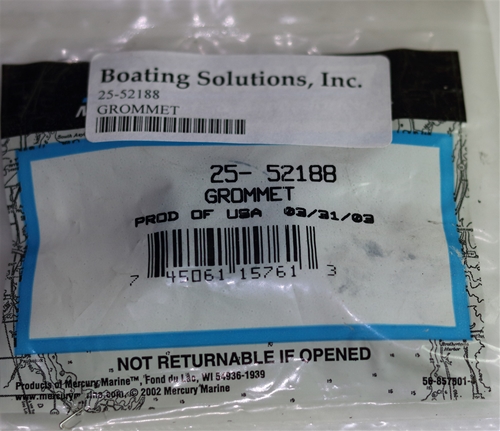 Boating Solutions, Inc.
25-52188
GROMMET
25- 52188
GROMMET
PROD OF USA 03/31/03
7 45061 15761 3
NOT RETURNABLE IF OPENED
Products of Mercury Marine™, Fond du Lac, WI 54936-1939
© 2002 Mercury Marine